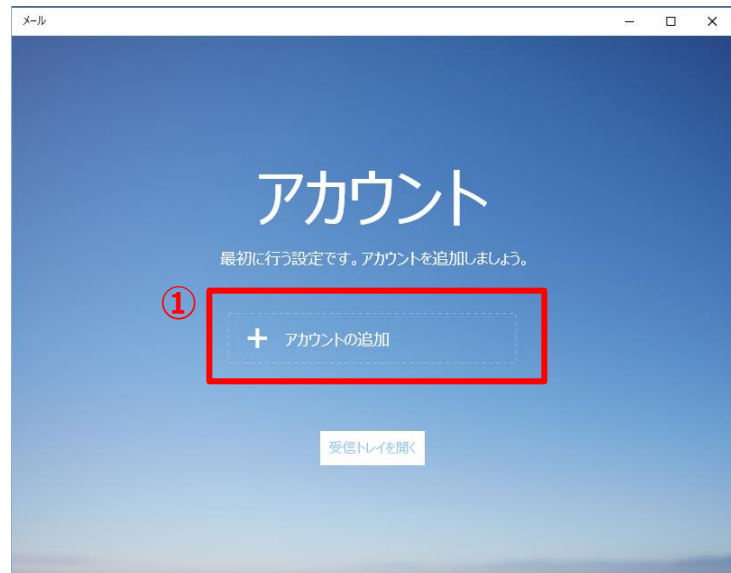 メール
アカウント
最初に行う設定です。アカウントを追加しましょう。
①
+ アカウントの追加
受信トレイを開く